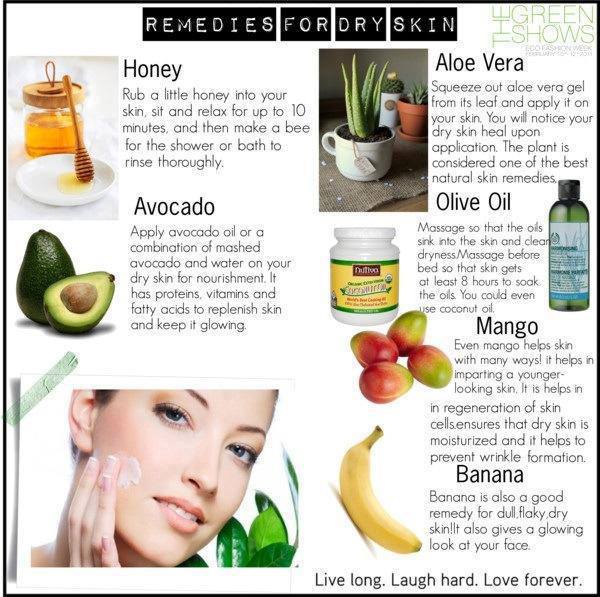 REMEDIES FOR DRY SKIN
THE GREEN
SHOWS
ECO FASHION WEEK
Honey
Rub a little honey into your
skin, sit and relax for up to 10
minutes, and then make a bee
for the shower or bath to
rinse thoroughly.
Avocado
Apply avocado oil or a
combination of mashed
avocado and water on your
dry skin for nourishment. It
has proteins, vitamins and
fatty acids to replenish skin
and keep it glowing.
Aloe Vera
Squeeze out aloe vera gel
from its leaf and apply it on
your skin. You will notice your
dry skin heal upon
application. The plant is
considered one of the best
natural skin remedies.
Olive Oil
Massage so that the oils
sink into the skin and clean
dryness.Massage before
bed so that skin gets
at least 8 hours to soak
the oils. You could even
use coconut oil.
nutiva
COCONUT OIL
Mango
Even mango helps skin
with many ways! it helps in
imparting a younger-
looking skin. It is helps in
in regeneration of skin
cells.ensures that dry skin is
moisturized and it helps to
prevent wrinkle formation.
Banana
Banana is also a good
remedy for dull,flaky,dry
skin!It also gives a glowing
look at your face.
Live long. Laugh hard. Love forever.